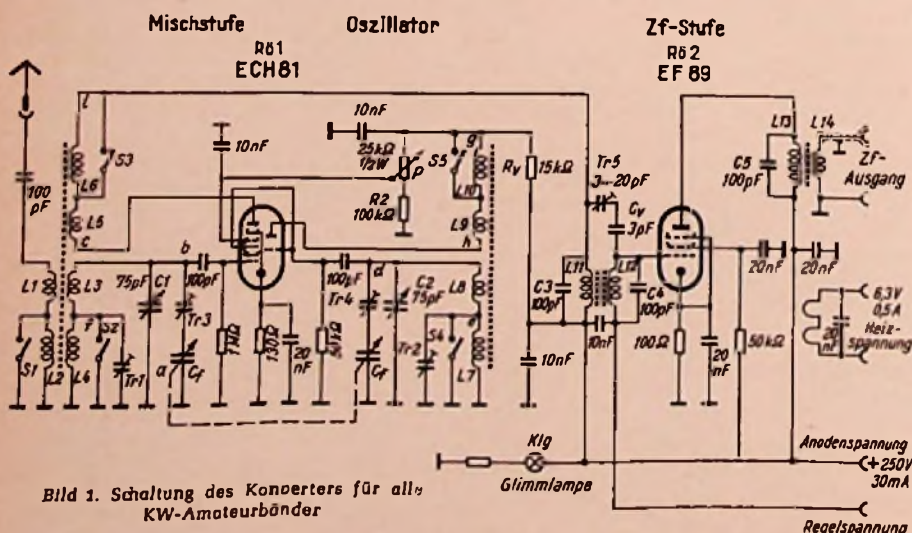 Mischstufe
Oszillator
Zf-Stufe
Rö1
ECH81
Rö2
EF 89
100
pF
l
S3
L6
L5
c
L1
L3
b
75pF
C1
100pF
Tr3
S1
L2
f
S2
L4
Tr1
a
Cf
10nF
1MΩ
130Ω
20
nF
50kΩ
10nF
25kΩ
1/2W
P
S5
g
L10
R2
100kΩ
L9
h
100pF
d
Tr4
C2
75pF
L8
e
Tr2
S4
Cf
L7
RV
15kΩ
Tr5
3...20pF
CV
3pF
L11
L12
C3
100pF
C4
100pF
10nF
10nF
100Ω
20
nF
50kΩ
L13
L14
C5
100pF
Zf-
Ausgang
20nF
20nF
6,3V
0,5A
Heiz-
spannung
20
nF
Klg
Glimmlampe
Anodenspannung
+250V
30mA
Regelspannung
Bild 1. Schaltung des Konverters für alle
KW-Amateurbänder